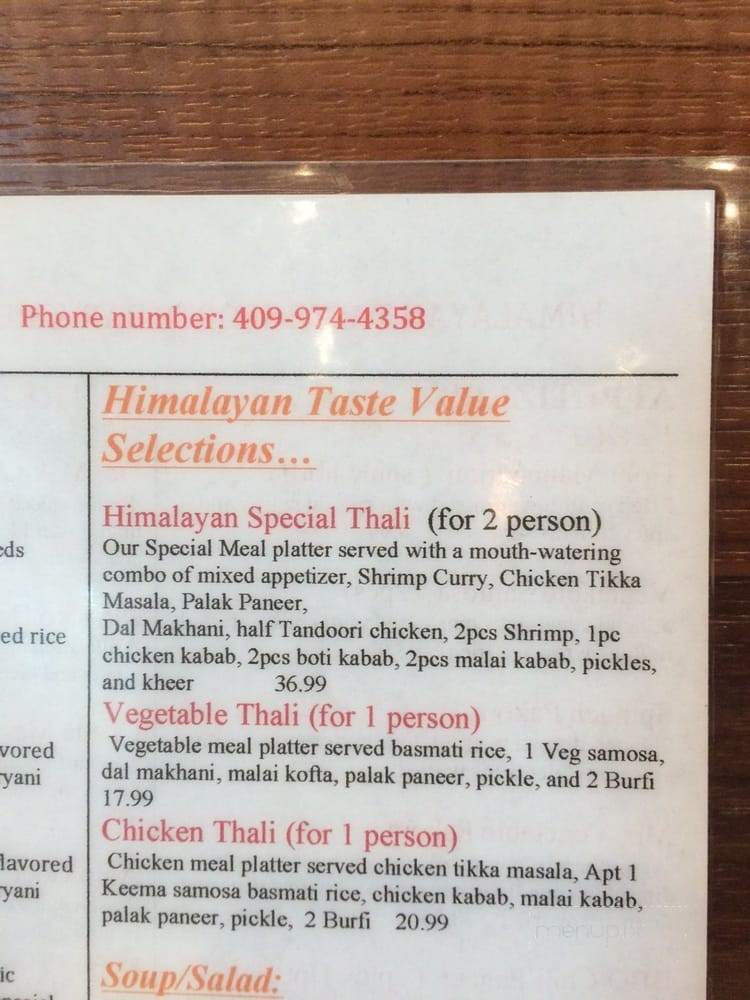 Phone number: 409-974-4358
Himalayan Taste Value
Selections...
Himalayan Special Thali (for 2 person)
Our Special Meal platter served with a mouth-watering
combo of mixed appetizer, Shrimp Curry, Chicken Tikka
Masala, Palak Paneer,
Dal Makhani, half Tandoori chicken, 2pcs Shrimp, 1pc
chicken kabab, 2pcs boti kabab, 2pcs malai kabab, pickles,
and kheer 36.99
Vegetable Thali (for 1 person)
Vegetable meal platter served basmati rice, 1 Veg samosa,
dal makhani, malai kofta, palak paneer, pickle, and 2 Burfi
17.99
Chicken Thali (for 1 person)
Chicken meal platter served chicken tikka masala, Apt 1
Keema samosa basmati rice, chicken kabab, malai kabab,
palak paneer, pickle, 2 Burfi 20.99
Soup/Salad:
eds
ed rice
vored
ryani
lavored
ryani
ic